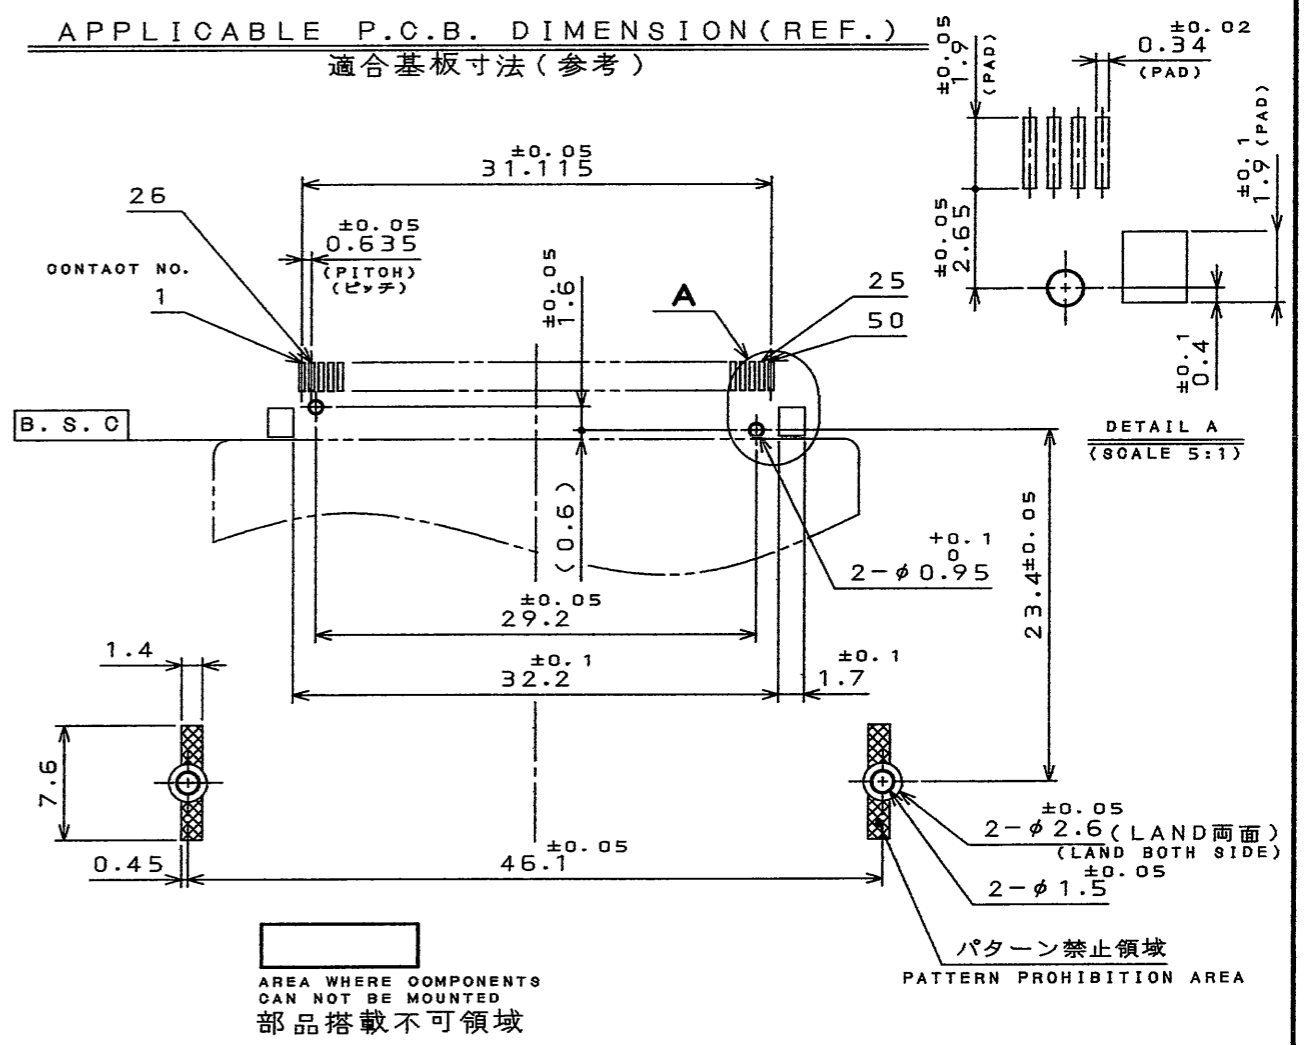 APPLICABLE P.C.B. DIMENSION(REF.)
適合基板寸法(参考)
±0.05
1.9
(PAD)
±0.02
0.34
(PAD)
±0.1
1.9 (PAD)
±0.05
2.65
±0.1
0.4
DETAIL A
(SCALE 5:1)
±0.05
31.115
26
±0.05
0.635
(PITCH)
(ピッチ)
CONTACT NO.
1
±0.05
1.6
A
25
50
B.S.C
(0.6)
+0.1
0
2-φ0.95
23.4±0.05
±0.05
29.2
±0.1
32.2
±0.1
1.7
1.4
7.6
0.45
±0.05
46.1
±0.05
2-φ2.6(LAND両面)
(LAND BOTH SIDE)
±0.05
2-φ1.5
パターン禁止領域
PATTERN PROHIBITION AREA
AREA WHERE COMPONENTS
CAN NOT BE MOUNTED
部品搭載不可領域